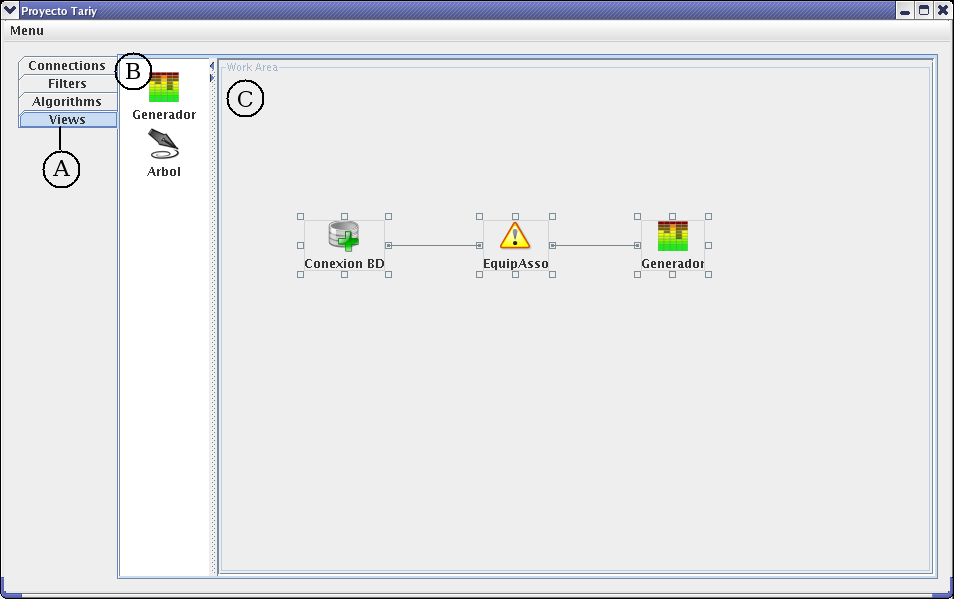 Proyecto Tariy
Menu
Connections
Filters
Algorithms
Views
A
B
Generador
Arbol
Work Area
C
Conexion BD
EquipAsso
Generador